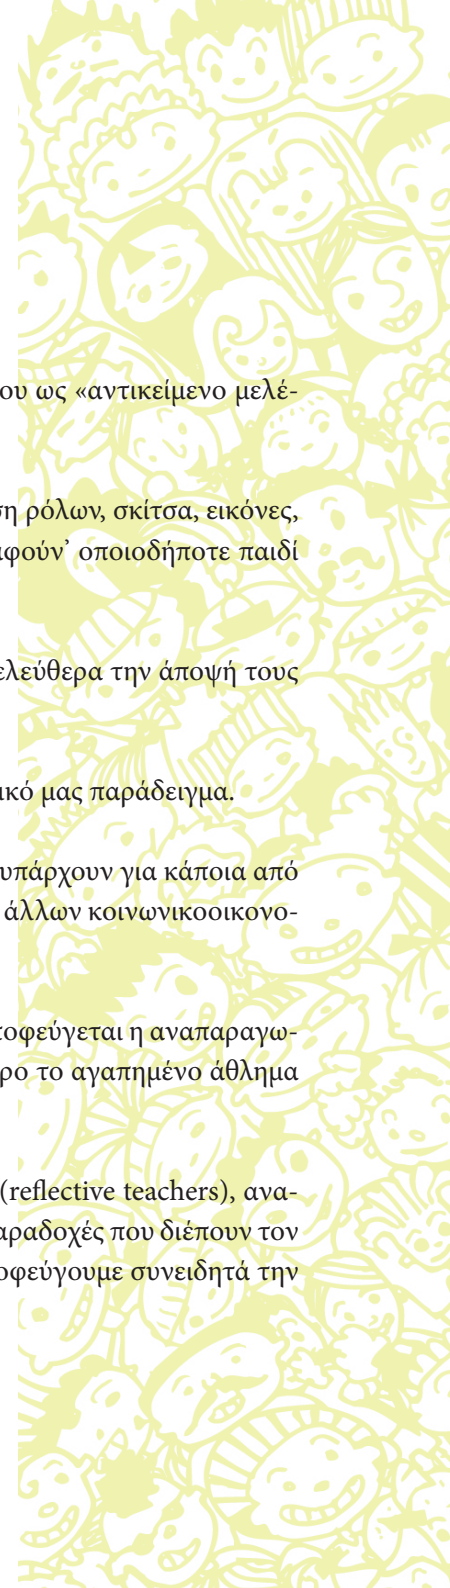 ου ως «αντικείμενο μελέ-
ση ρόλων, σκίτσα, εικόνες,
αφούν’ οποιοδήποτε παιδί
ελεύθερα την άποψή τους
ικό μας παράδειγμα.
υπάρχουν για κάποια από
άλλων κοινωνικοοικονο-
ποφεύγεται η αναπαραγω-
ρο το αγαπημένο άθλημα
(reflective teachers), ανα-
αραδοχές που διέπουν τον
οφεύγουμε συνειδητά την